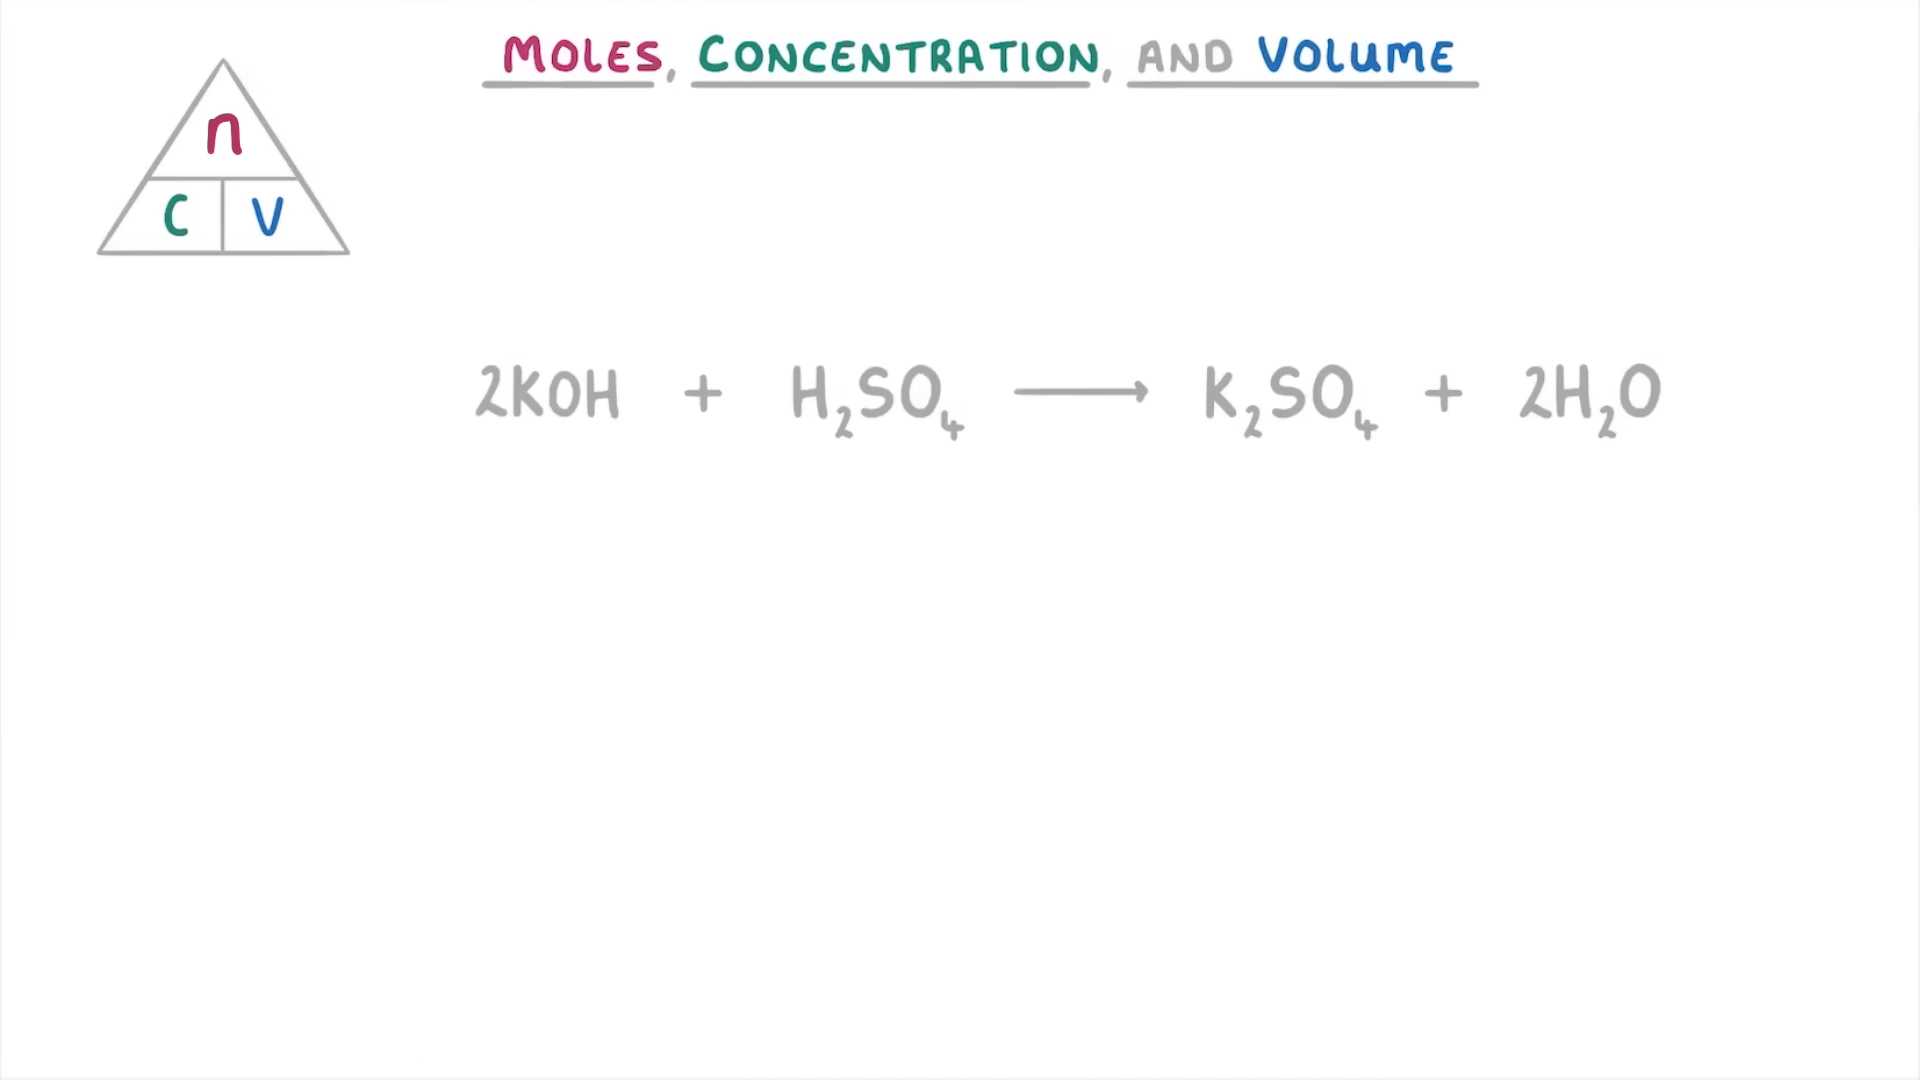 MOLES, CONCENTRATION, AND VOLUME
n
C V
2KOH + H₂SO₄ ⟶ K₂SO₄ + 2H₂O